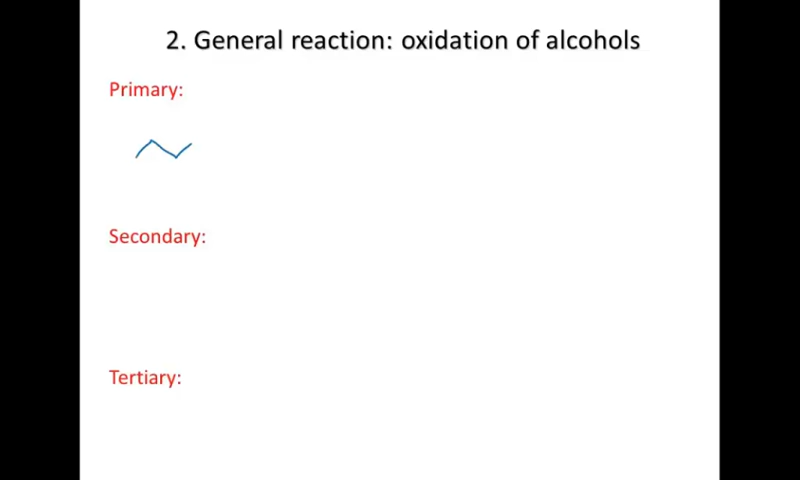 2. General reaction: oxidation of alcohols
Primary:
Secondary:
Tertiary: